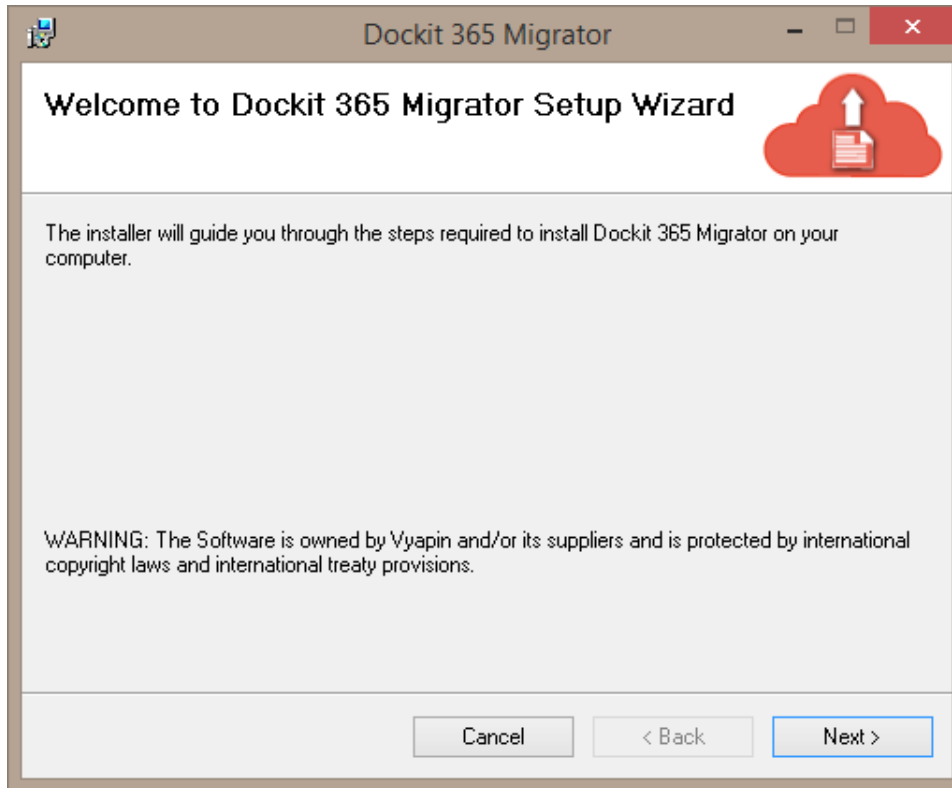 Dockit 365 Migrator
Welcome to Dockit 365 Migrator Setup Wizard
The installer will guide you through the steps required to install Dockit 365 Migrator on your
computer.
WARNING: The Software is owned by Vyapin and/or its suppliers and is protected by international
copyright laws and international treaty provisions.
Cancel
< Back
Next >